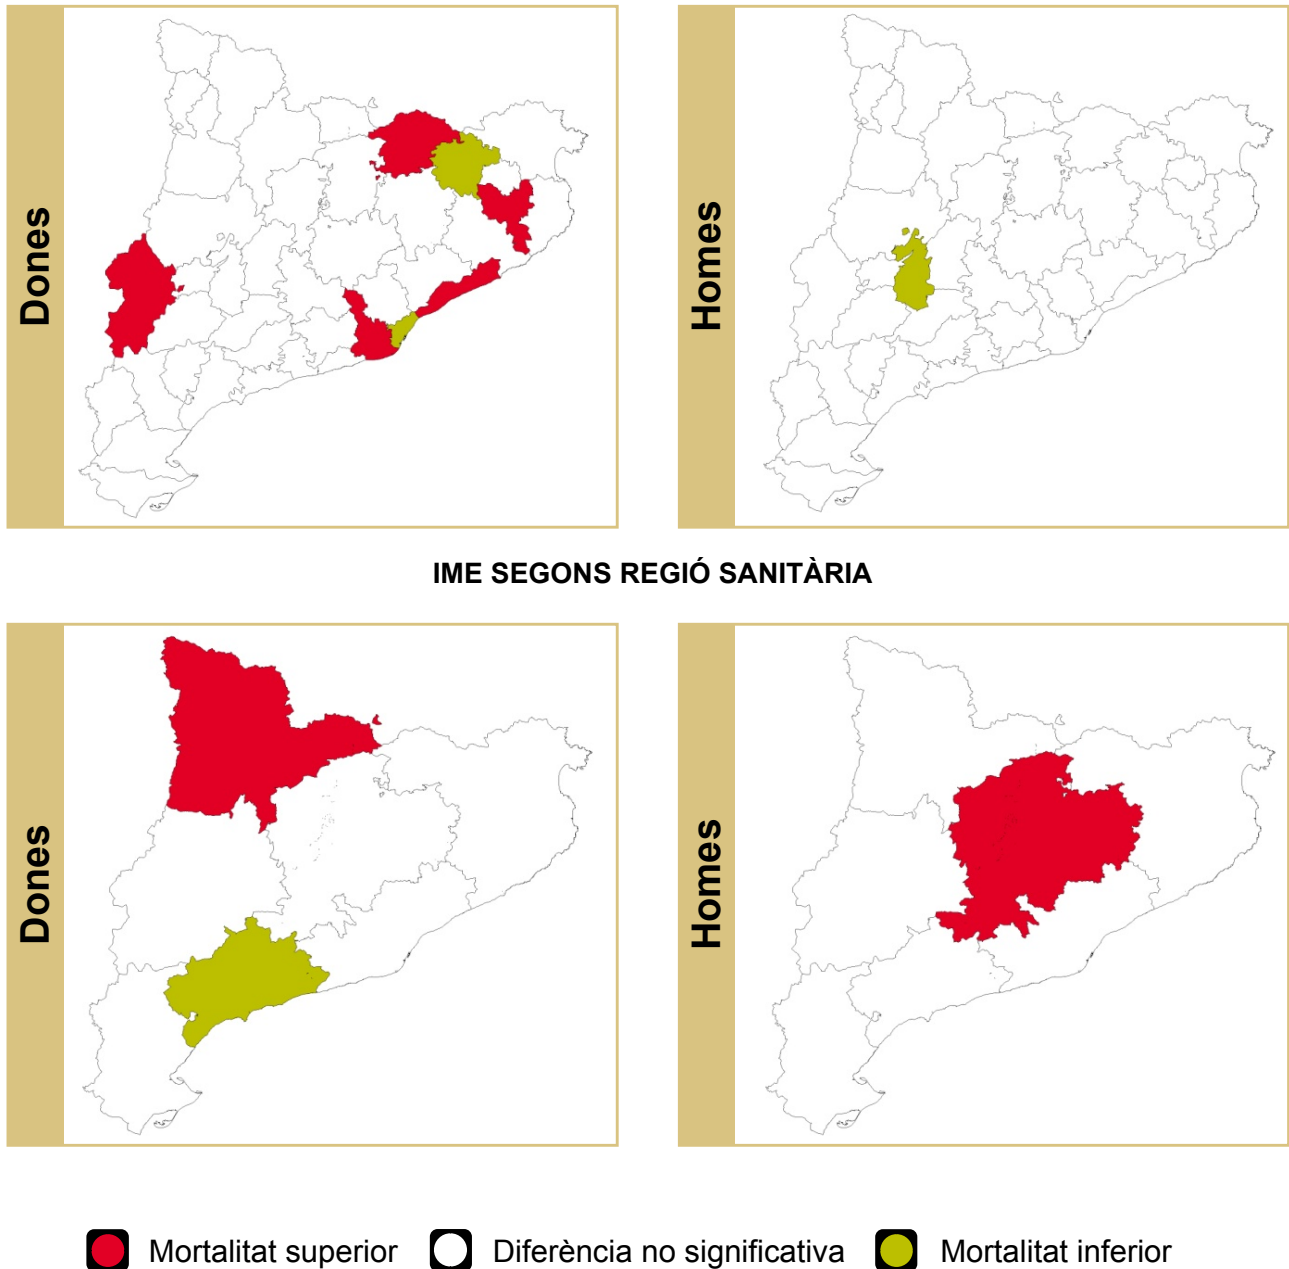 Dones
Homes
IME SEGONS REGIÓ SANITÀRIA
Dones
Homes
Mortalitat superior
Diferència no significativa
Mortalitat inferior